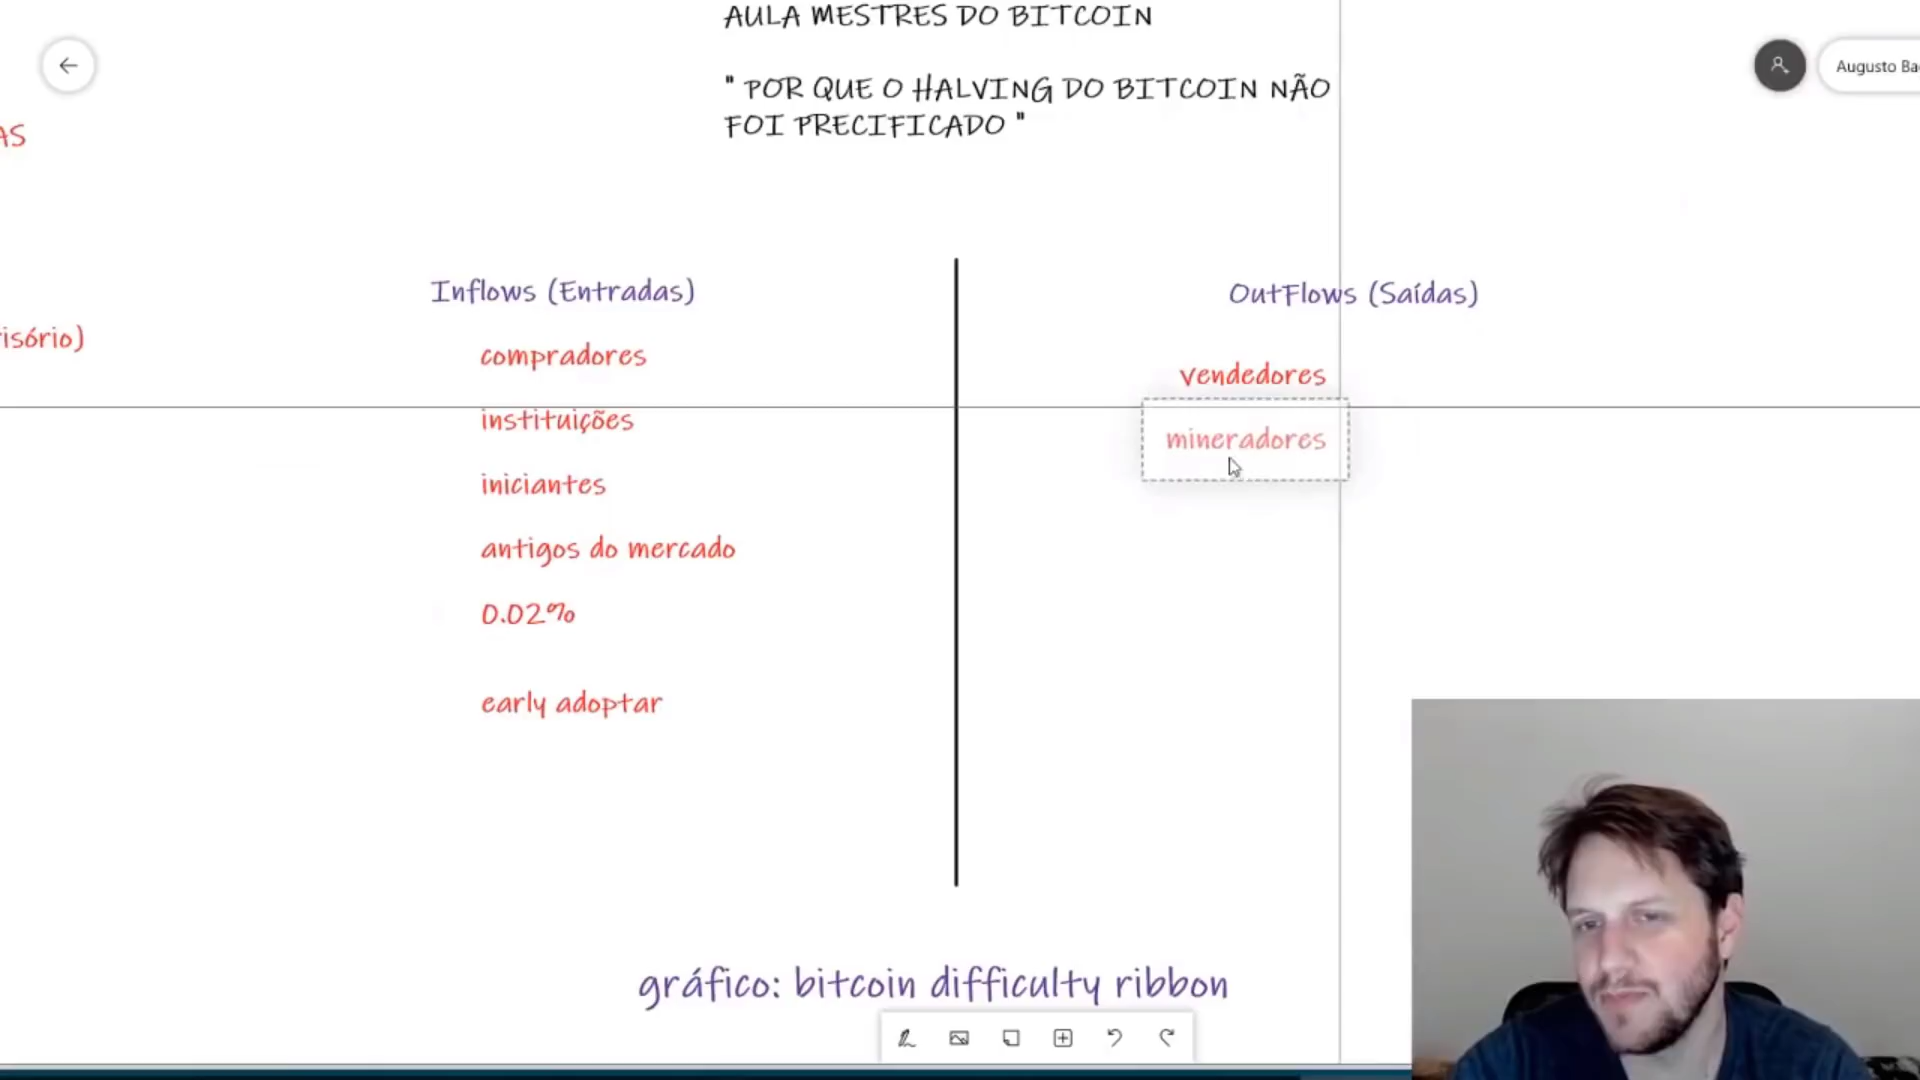 AULA MESTRES DO BITCOIN
" POR QUE O HALVING DO BITCOIN NÃO
FOI PRECIFICADO "
Augusto Ba
AS
isório)
Inflows (Entradas)
compradores
instituições
iniciantes
antigos do mercado
0.02%
early adoptar
OutFlows (Saídas)
vendedores
mineradores
gráfico: bitcoin difficulty ribbon